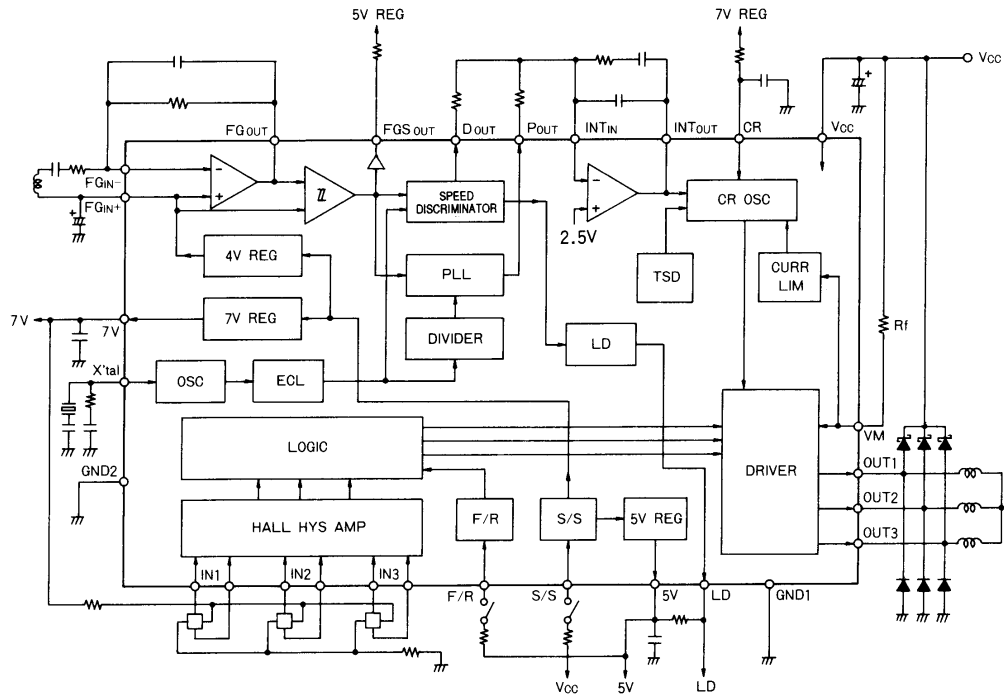 5V REG
7V REG
VCC
FGOUT
FGSOUT
DOUT
POUT
INTIN
INTOUT
CR
VCC
FGIN-
FGIN+
-
+
SPEED
DISCRIMINATOR
-
+
2.5V
CR OSC
4V REG
PLL
TSD
CURR
LIM
7V
7V
7V REG
DIVIDER
LD
Rf
X'tal
OSC
ECL
LOGIC
VM
DRIVER
OUT1
GND2
OUT2
HALL HYS AMP
F/R
S/S
5V REG
OUT3
IN1
IN2
IN3
F/R
S/S
5V
LD
GND1
VCC
5V
LD
+
+